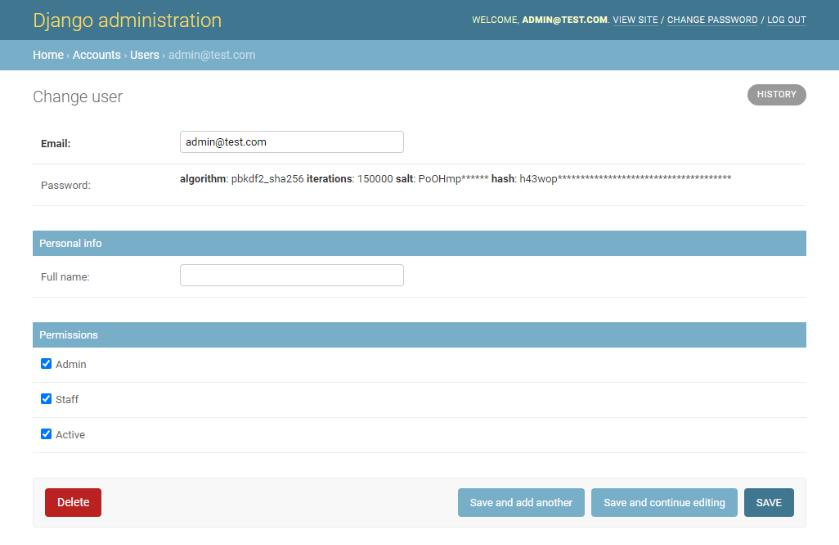 Django administration
WELCOME, ADMIN@TEST.COM. VIEW SITE / CHANGE PASSWORD / LOG OUT
Home › Accounts › Users › admin@test.com
Change user
HISTORY
Email: admin@test.com
Password: algorithm: pbkdf2_sha256 iterations: 150000 salt: PoOHmp****** hash: h43wop**************************************
Personal info
Full name:
Permissions
Admin
Staff
Active
Delete Save and add another Save and continue editing SAVE